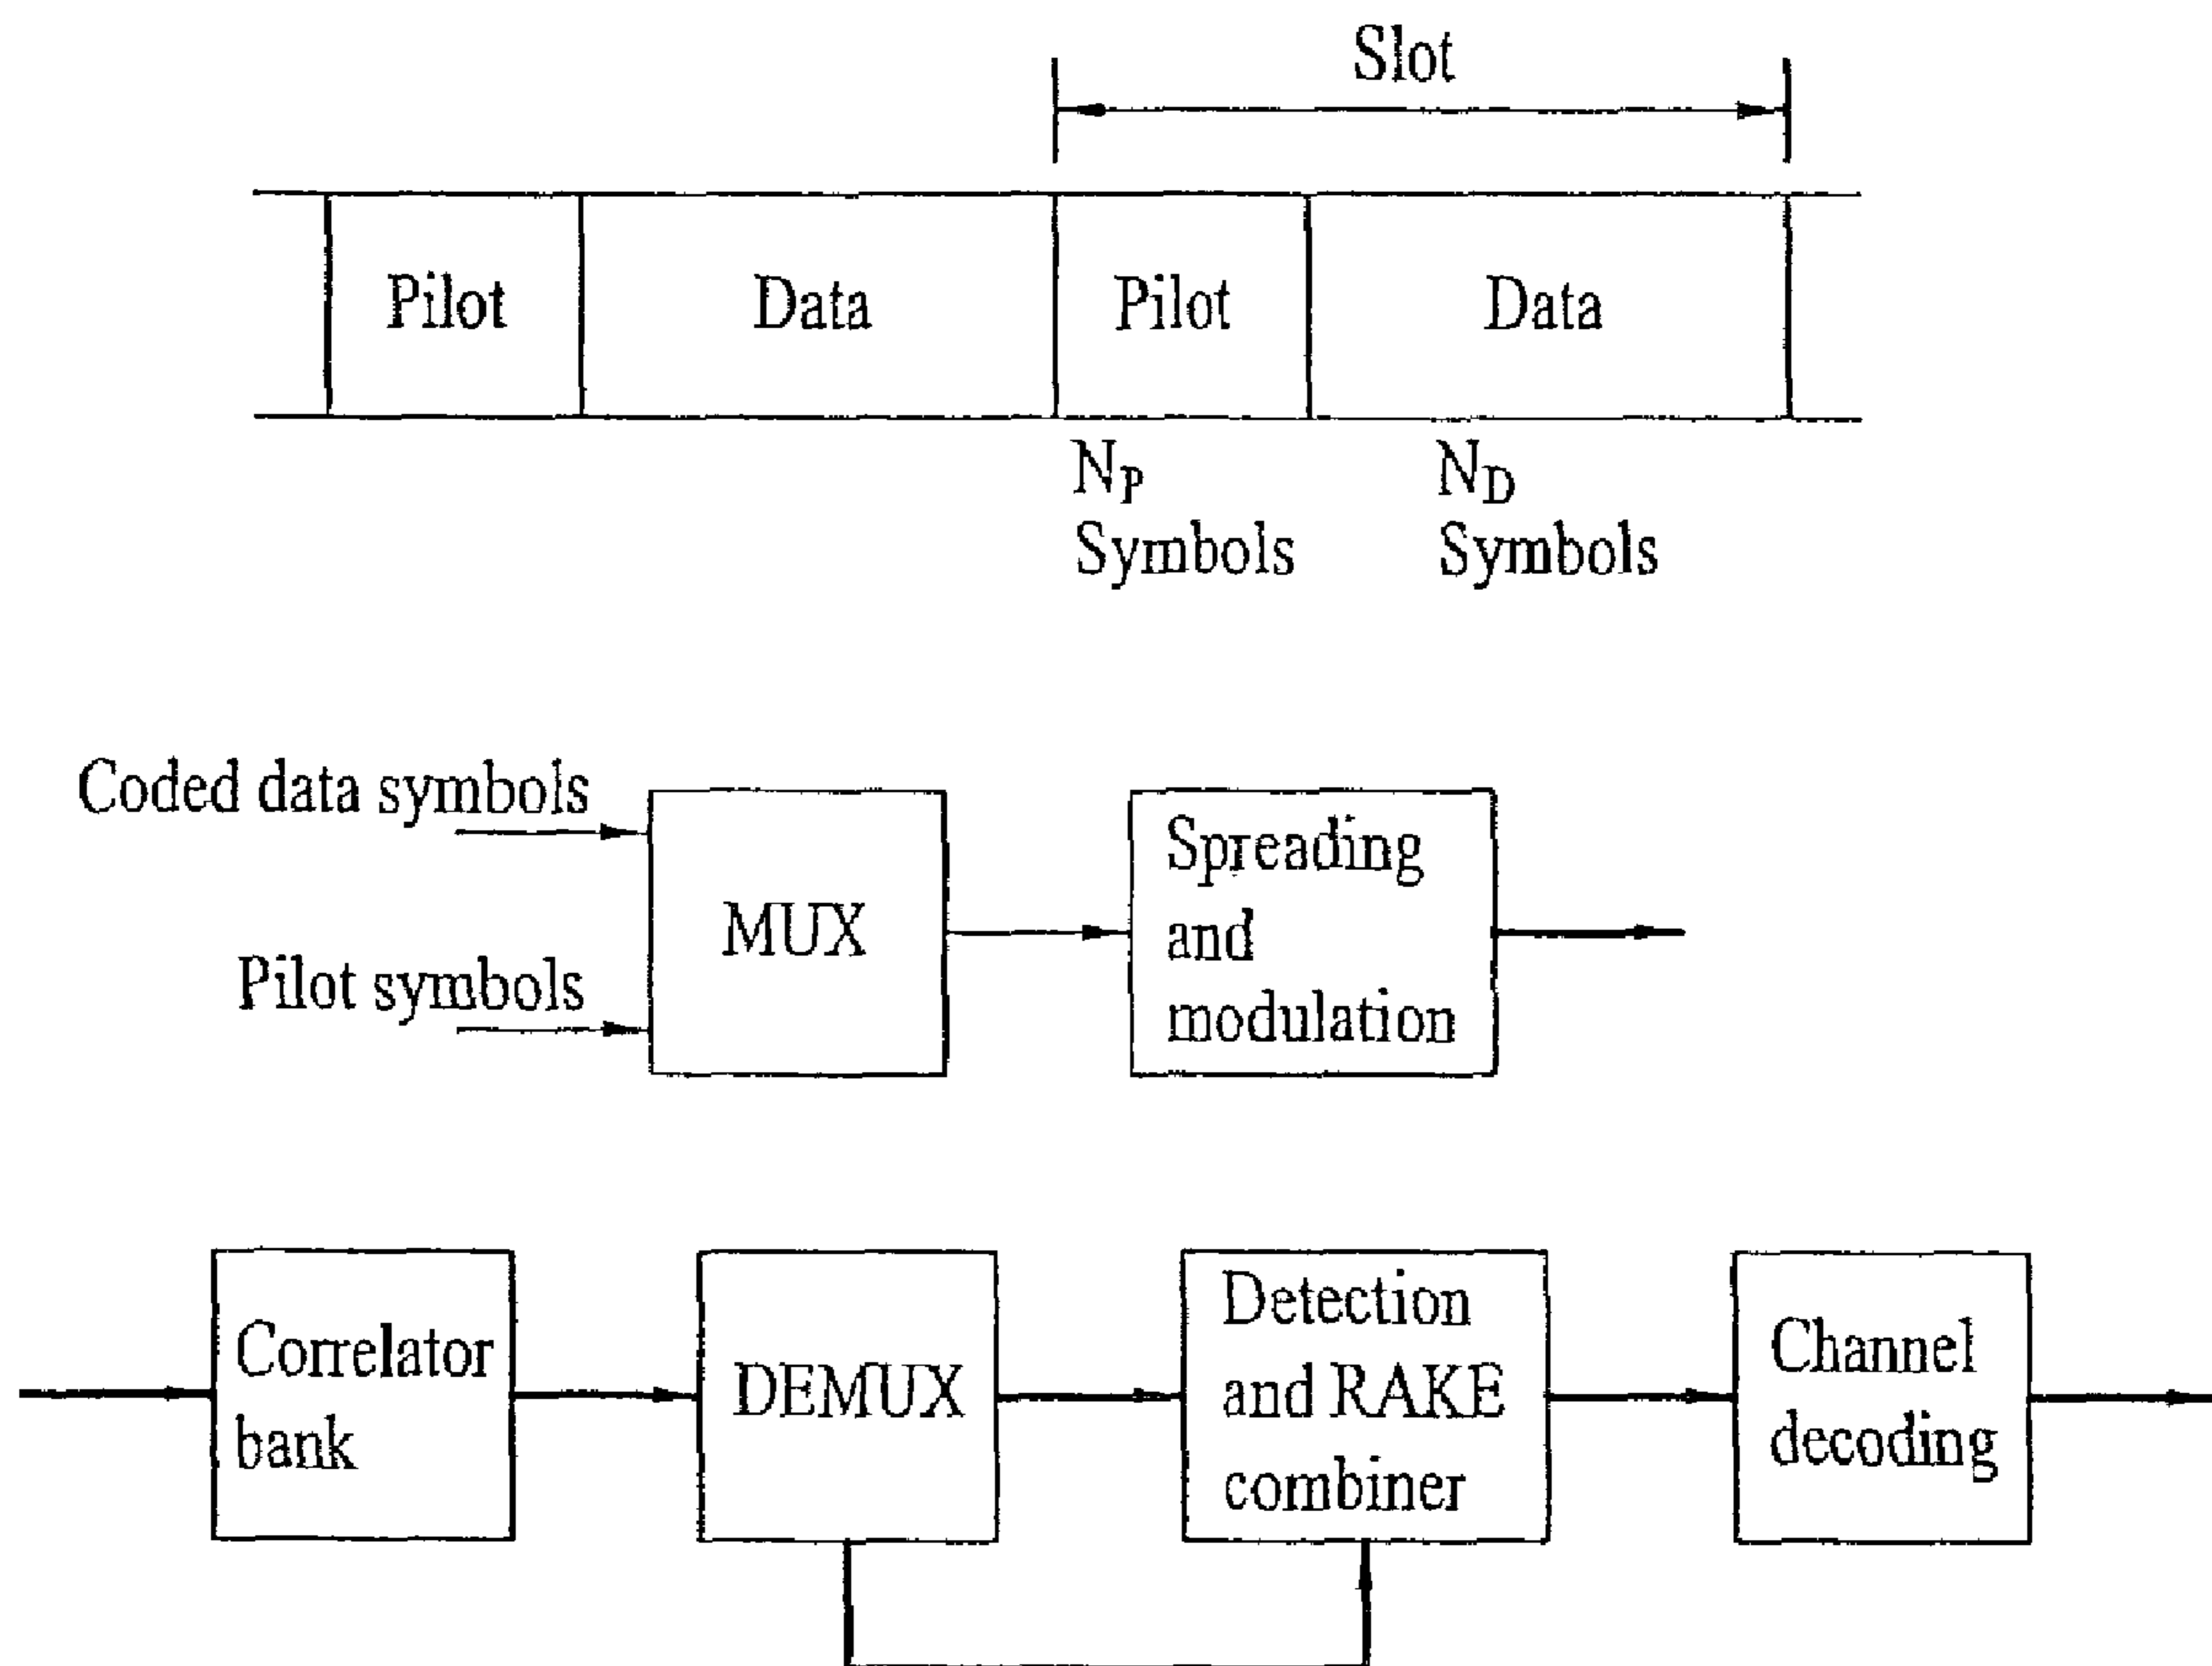 Slot
Pilot
Data
Pilot
Data
N_P
Symbols
N_D
Symbols
Coded data symbols
Pilot symbols
MUX
Spreading
and
modulation
Correlator
bank
DEMUX
Detection
and RAKE
combiner
Channel
decoding